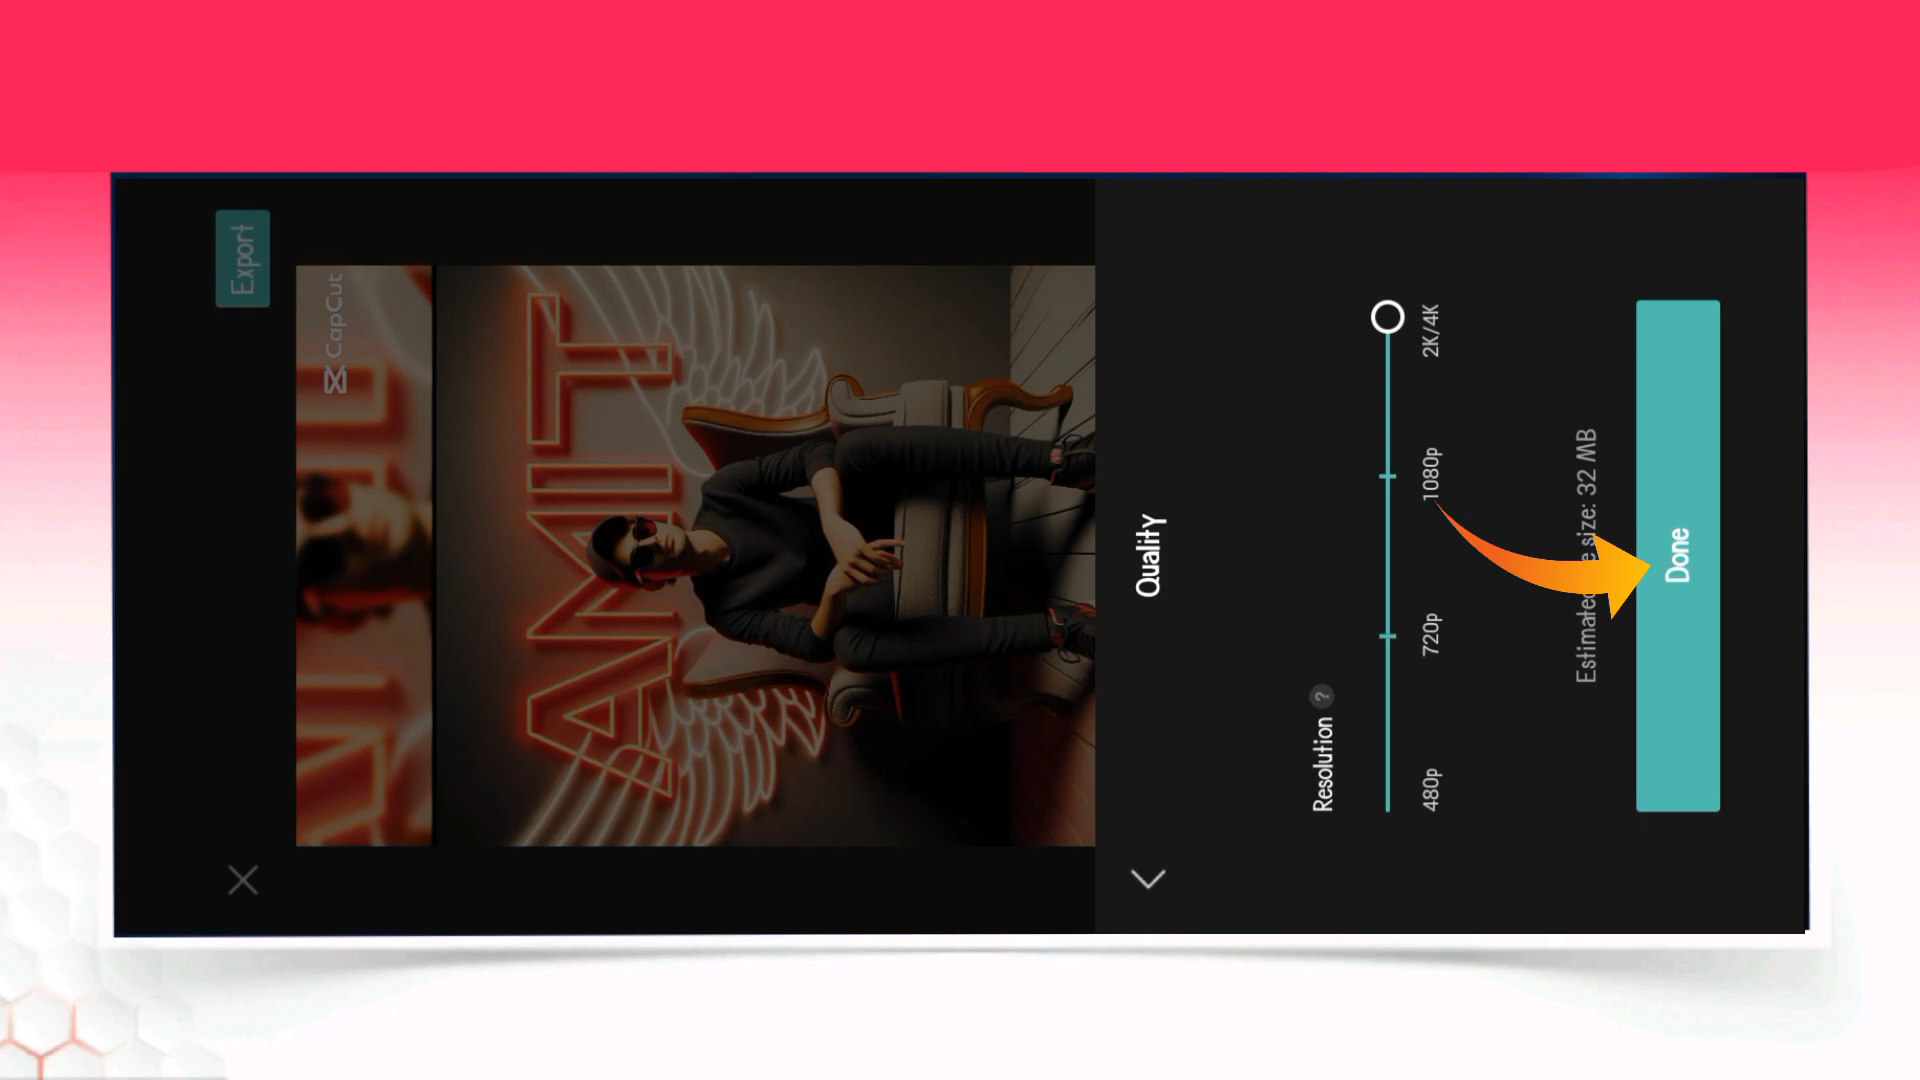 Export
CapCut
AMIT
Quality
Resolution ?
480p 720p 1080p 2K/4K
Estimated size: 32 MB
Done